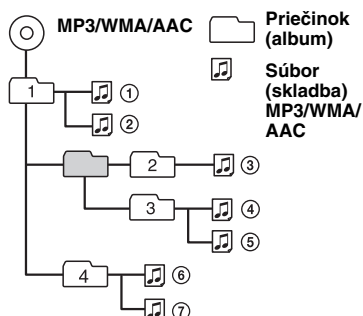 MP3/WMA/AAC
Priečinok
(album)
Súbor
(skladba)
MP3/WMA/
AAC
1
①
②
2
③
3
④
⑤
4
⑥
⑦